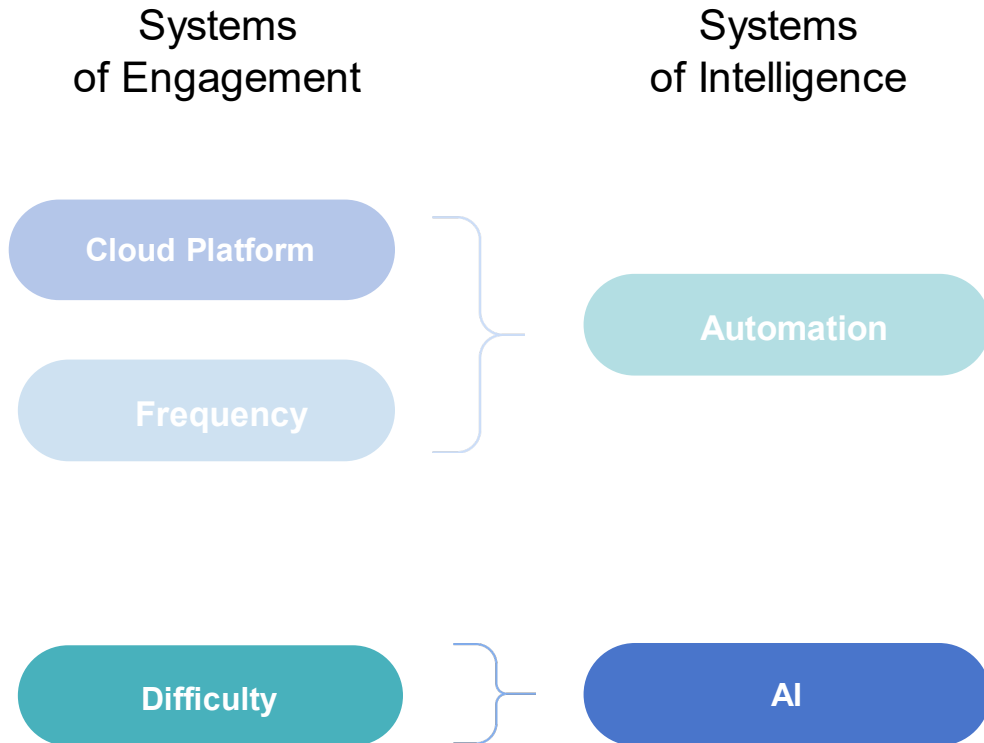 Systems
of Engagement
Systems
of Intelligence
Cloud Platform
Frequency
Automation
Difficulty
AI